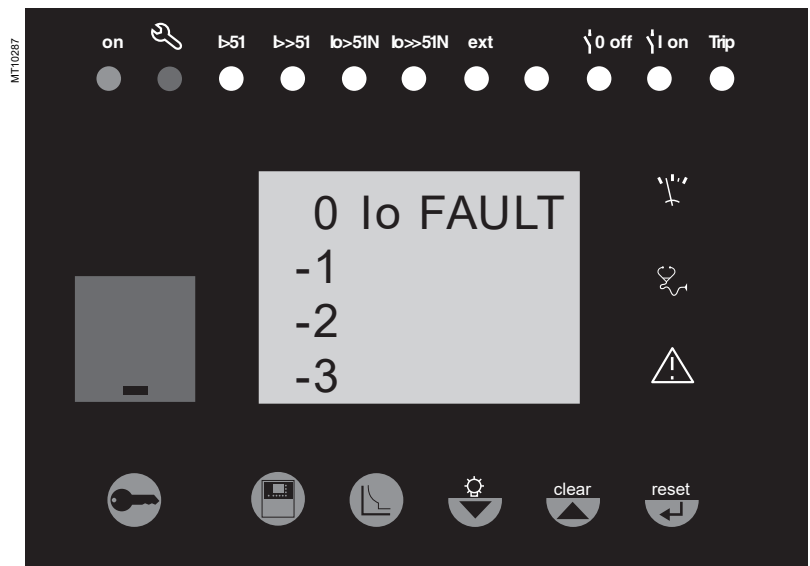 MT10287
on I>51 I>>51 Io>51N Io>>51N ext 0 off I on Trip
0 Io FAULT
-1
-2
-3
clear reset